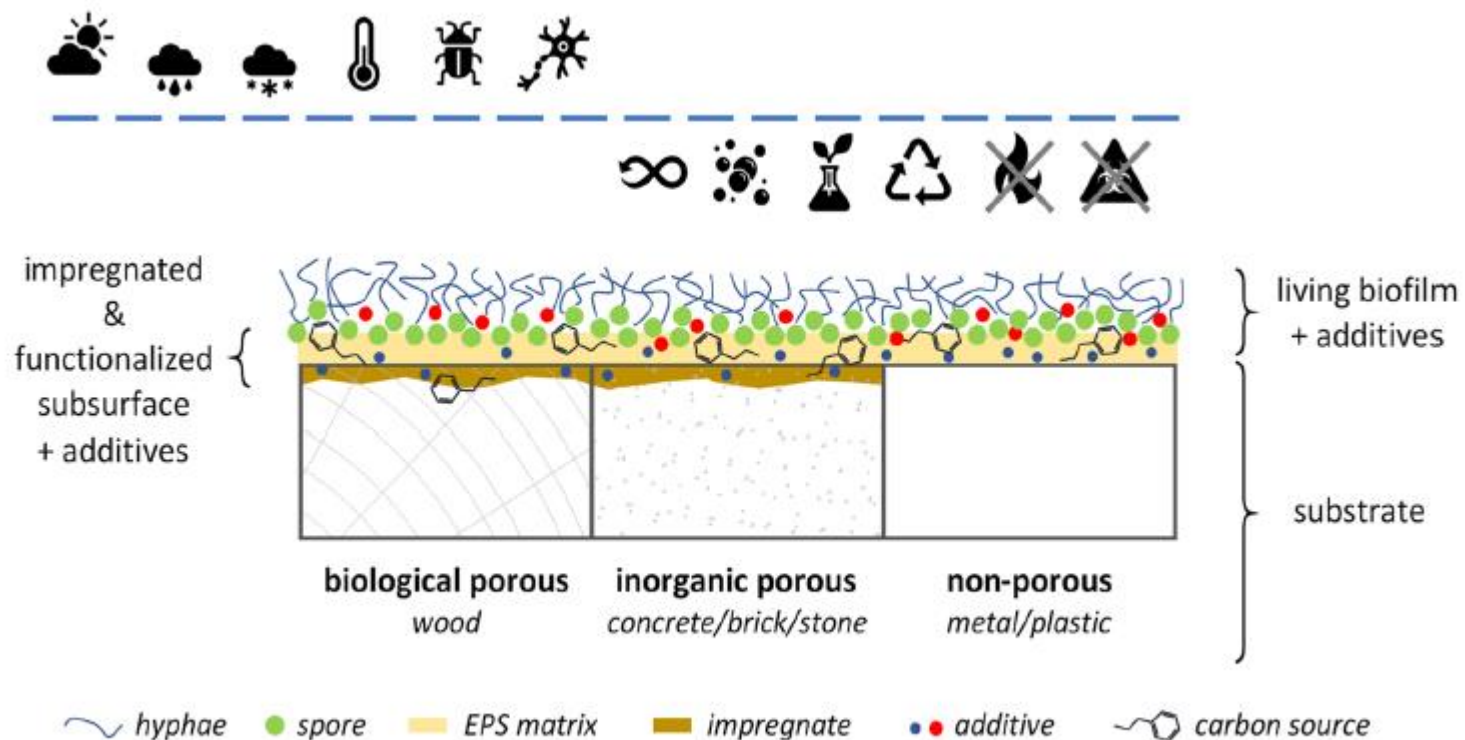 impregnated
&
functionalized
subsurface
+ additives
living biofilm
+ additives
substrate
biological porous
wood
inorganic porous
concrete/brick/stone
non-porous
metal/plastic
hyphae
spore
EPS matrix
impregnate
additive
carbon source